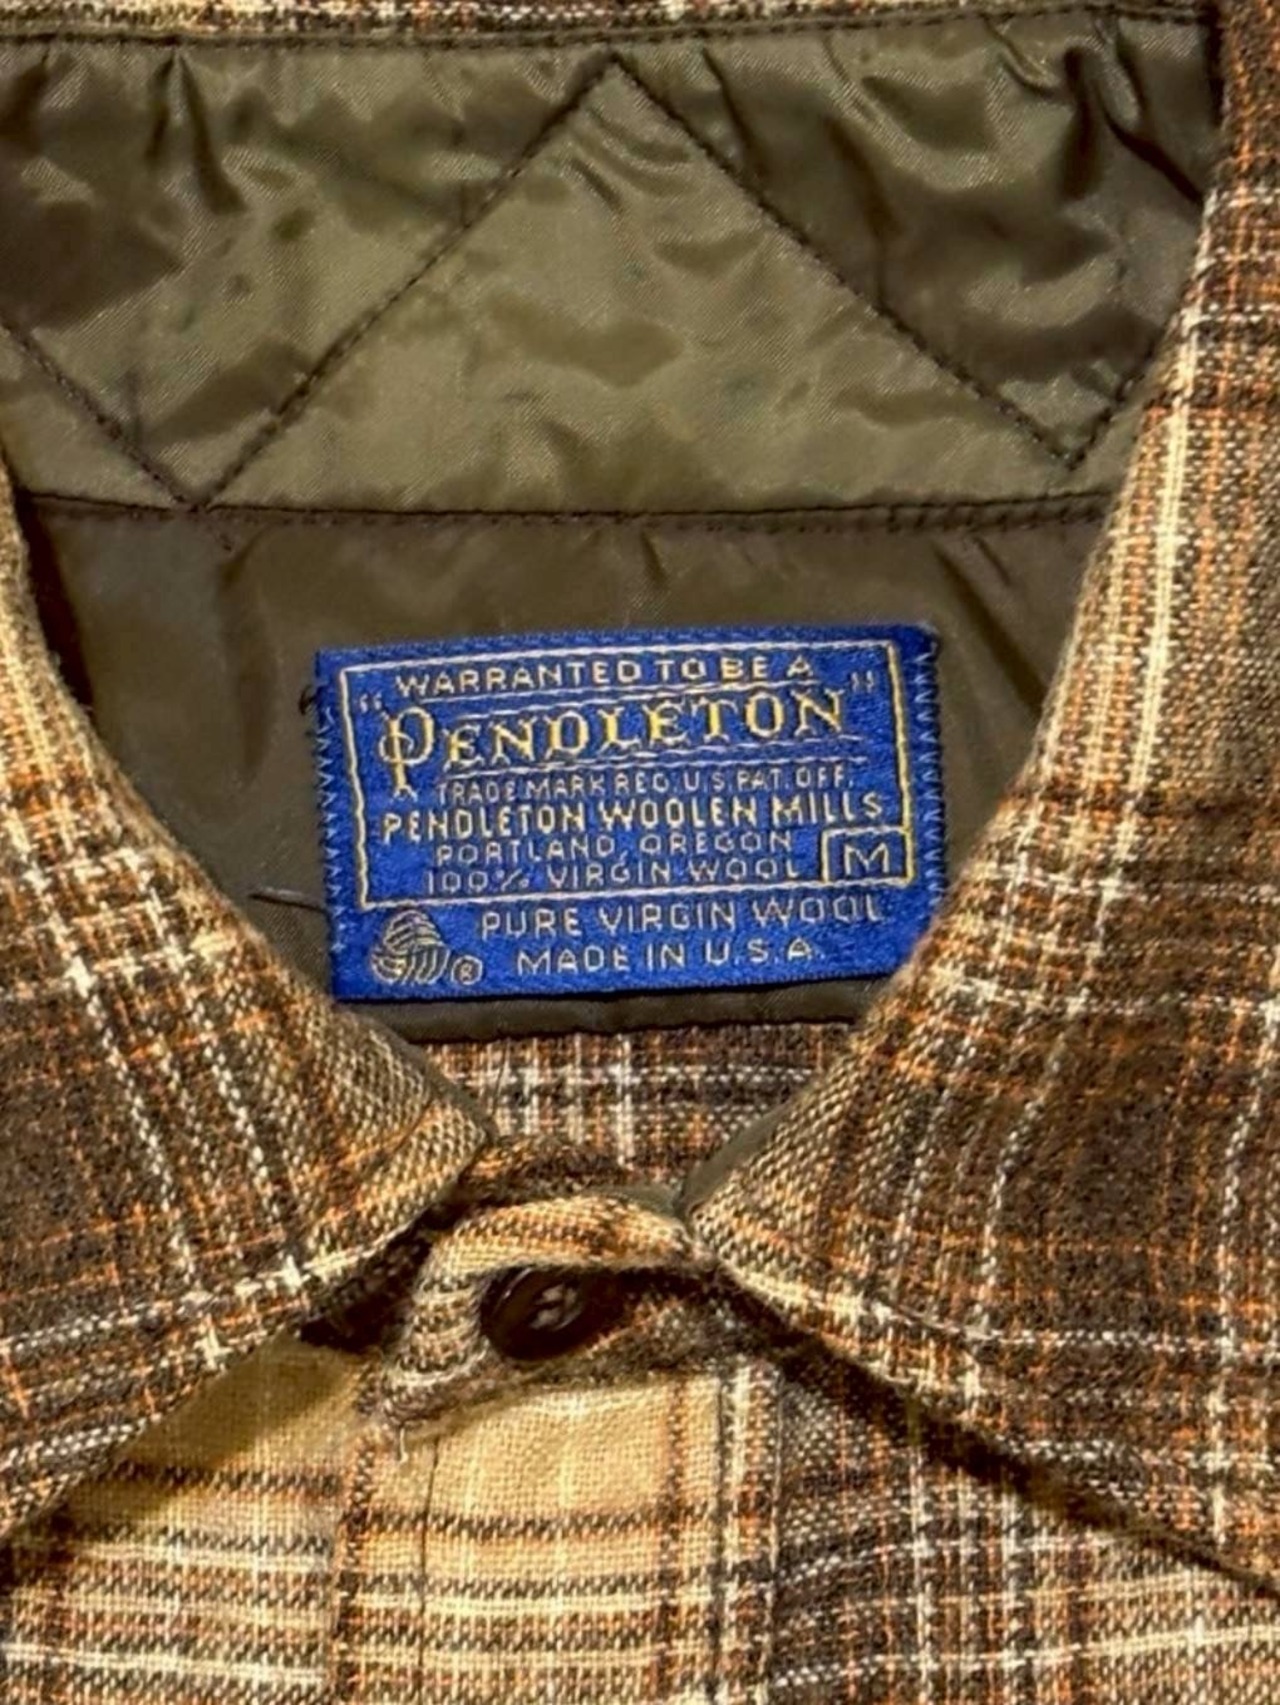 WARRANTED TO BE A
"PENDLETON"
TRADE MARK REG. U.S. PAT. OFF.
PENDLETON WOOLEN MILLS
PORTLAND, OREGON
100% VIRGIN WOOL M
PURE VIRGIN WOOL
® MADE IN U.S.A.